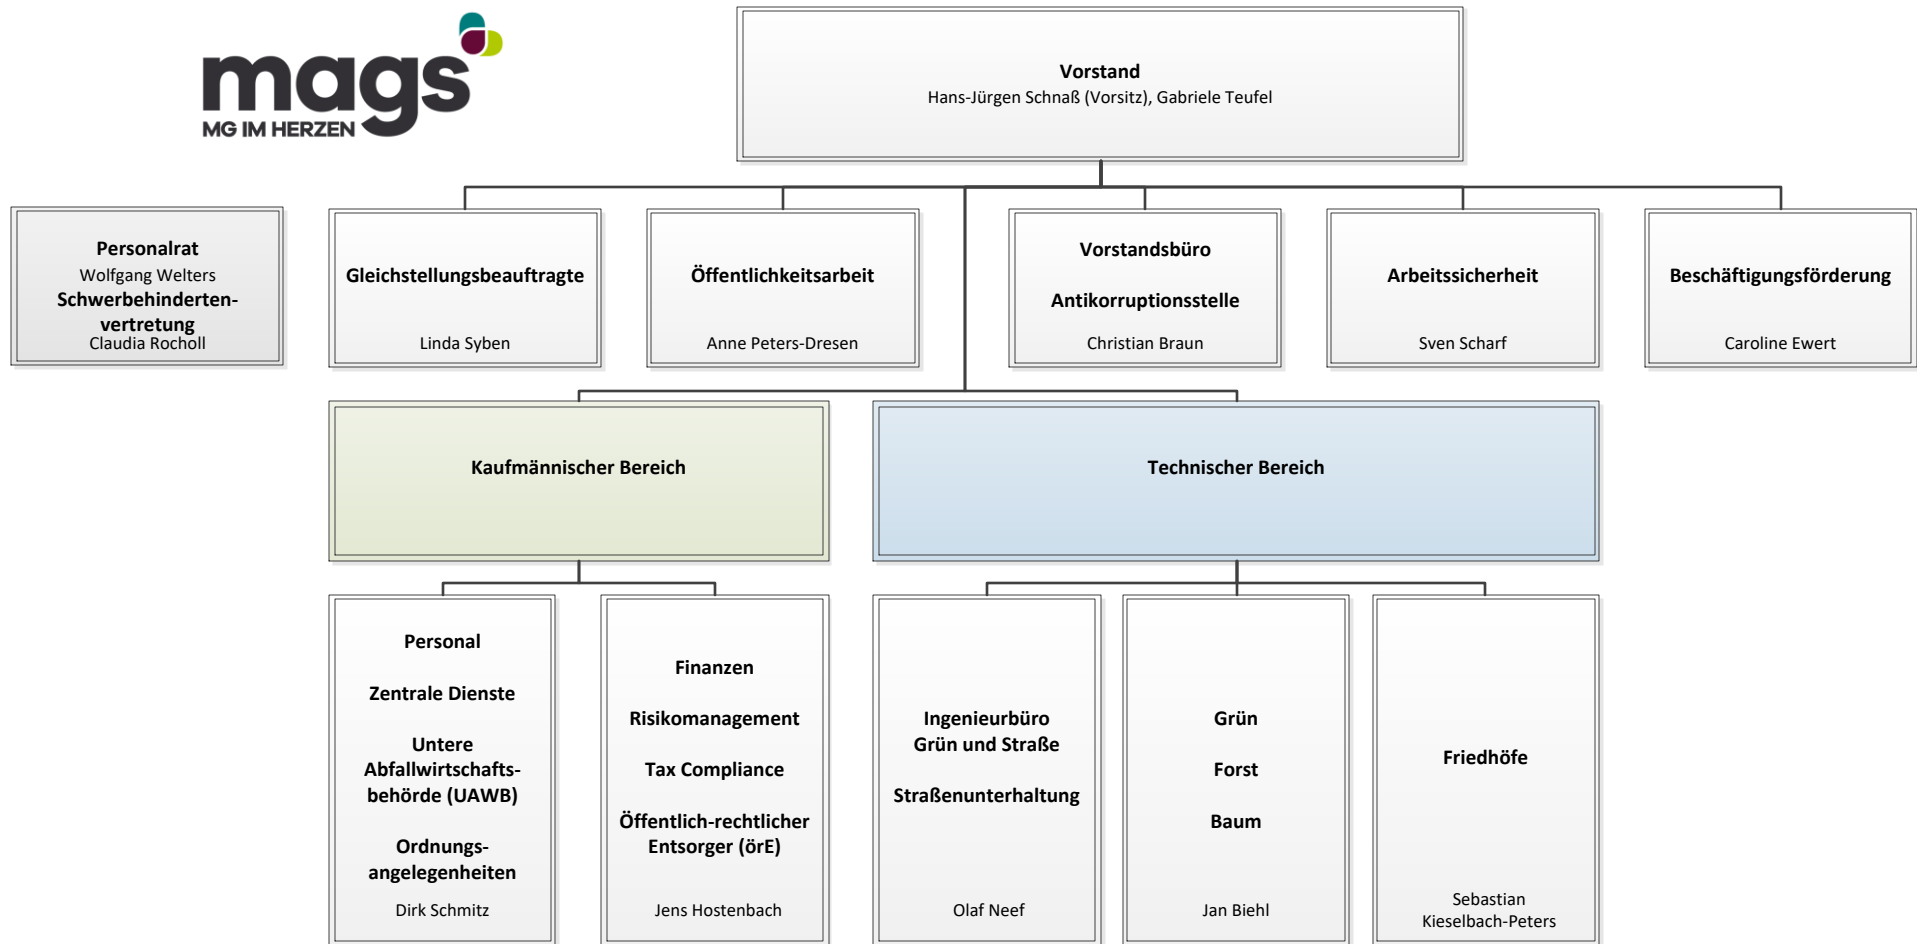 mags
MG IM HERZEN
Vorstand
Hans-Jürgen Schnaß (Vorsitz), Gabriele Teufel
Personalrat
Wolfgang Welters
Schwerbehinderten-
vertretung
Claudia Rocholl
Gleichstellungsbeauftragte
Linda Syben
Öffentlichkeitsarbeit
Anne Peters-Dresen
Vorstandsbüro
Antikorruptionsstelle
Christian Braun
Arbeitssicherheit
Sven Scharf
Beschäftigungsförderung
Caroline Ewert
Kaufmännischer Bereich
Technischer Bereich
Personal
Zentrale Dienste
Untere
Abfallwirtschafts-
behörde (UAWB)
Ordnungs-
angelegenheiten
Dirk Schmitz
Finanzen
Risikomanagement
Tax Compliance
Öffentlich-rechtlicher
Entsorger (örE)
Jens Hostenbach
Ingenieurbüro
Grün und Straße
Straßenunterhaltung
Olaf Neef
Grün
Forst
Baum
Jan Biehl
Friedhöfe
Sebastian
Kieselbach-Peters